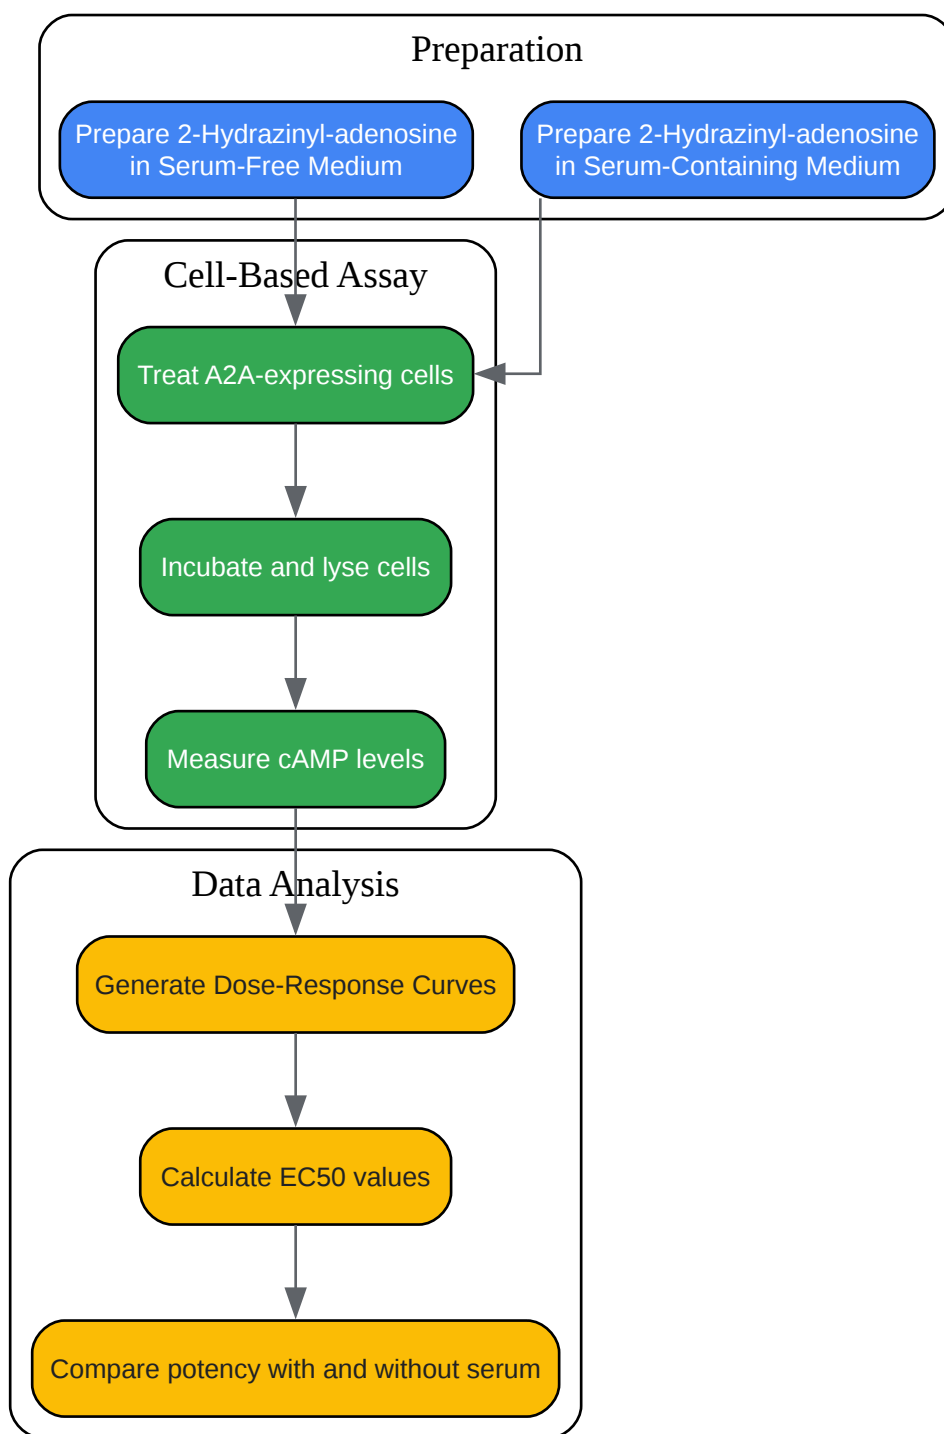 Preparation
Prepare 2-Hydrazinyl-adenosine
in Serum-Free Medium
Prepare 2-Hydrazinyl-adenosine
in Serum-Containing Medium
Cell-Based Assay
Treat A2A-expressing cells
Incubate and lyse cells
Measure cAMP levels
Data Analysis
Generate Dose-Response Curves
Calculate EC50 values
Compare potency with and without serum